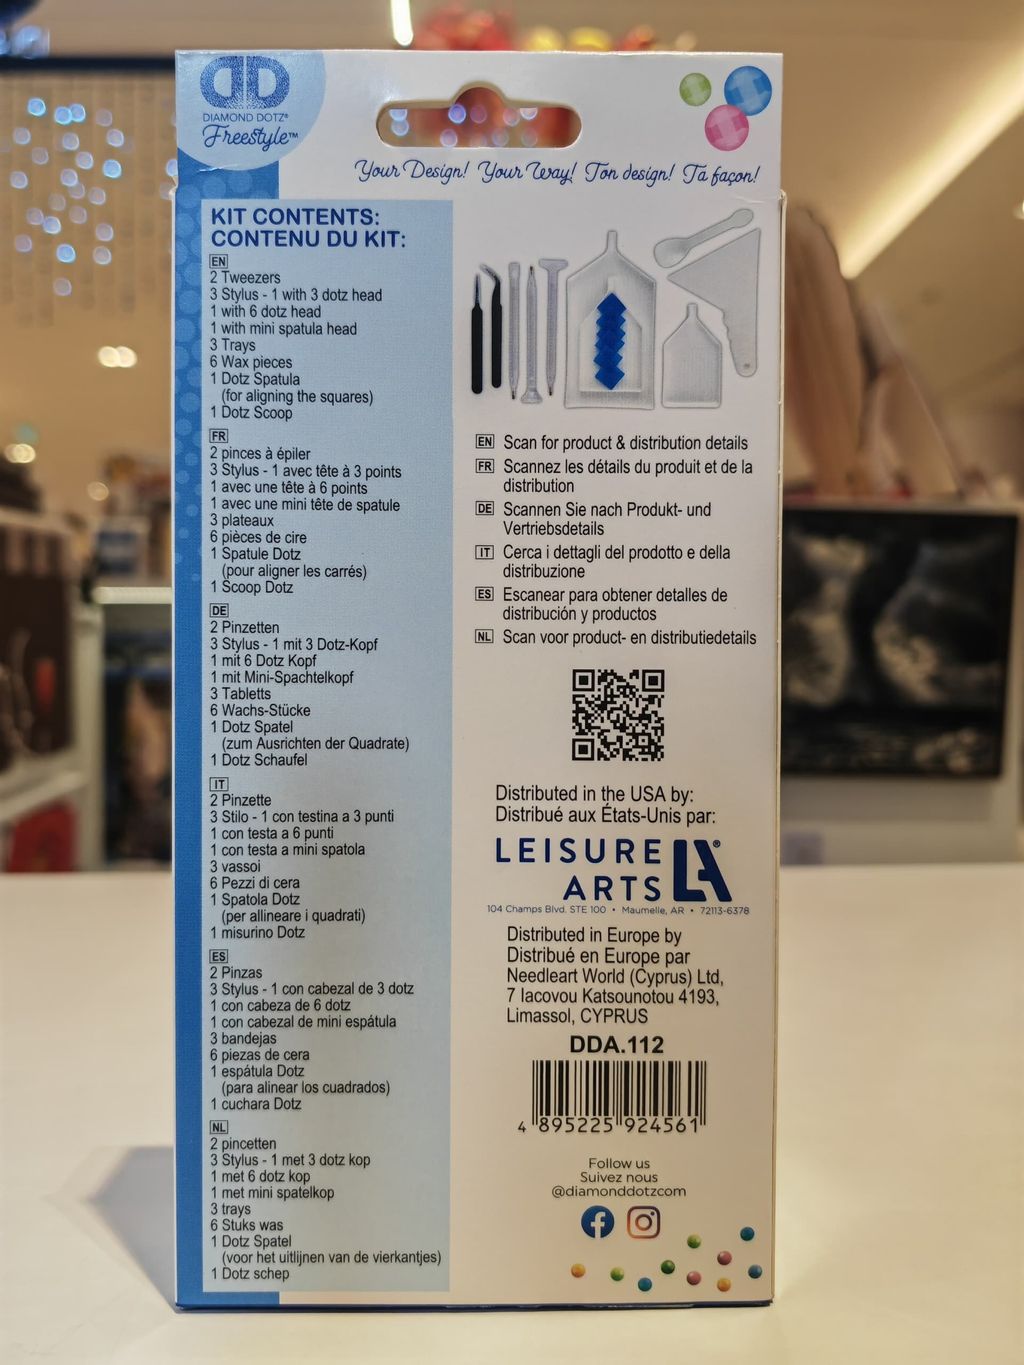 DIAMOND DOTZ®
Freestyle™
Your Design! Your Way! Ton design! Ta façon!
KIT CONTENTS:
CONTENU DU KIT:
EN
2 Tweezers
3 Stylus - 1 with 3 dotz head
1 with 6 dotz head
1 with mini spatula head
3 Trays
6 Wax pieces
1 Dotz Spatula
(for aligning the squares)
1 Dotz Scoop
FR
2 pinces à épiler
3 Stylus - 1 avec tête à 3 points
1 avec une tête à 6 points
1 avec une mini tête de spatule
3 plateaux
6 pièces de cire
1 Spatule Dotz
(pour aligner les carrés)
1 Scoop Dotz
DE
2 Pinzetten
3 Stylus - 1 mit 3 Dotz-Kopf
1 mit 6 Dotz Kopf
1 mit Mini-Spachtelkopf
3 Tabletts
6 Wachs-Stücke
1 Dotz Spatel
(zum Ausrichten der Quadrate)
1 Dotz Schaufel
IT
2 Pinzette
3 Stilo - 1 con testina a 3 punti
1 con testa a 6 punti
1 con testa a mini spatola
3 vassoi
6 Pezzi di cera
1 Spatola Dotz
(per allineare i quadrati)
1 misurino Dotz
ES
2 Pinzas
3 Stylus - 1 con cabezal de 3 dotz
1 con cabeza de 6 dotz
1 con cabezal de mini espátula
3 bandejas
6 piezas de cera
1 espátula Dotz
(para alinear los cuadrados)
1 cuchara Dotz
NL
2 pincetten
3 Stylus - 1 met 3 dotz kop
1 met 6 dotz kop
1 met mini spatelkop
3 trays
6 Stuks was
1 Dotz Spatel
(voor het uitlijnen van de vierkantjes)
1 Dotz schep
EN Scan for product & distribution details
FR Scannez les détails du produit et de la
distribution
DE Scannen Sie nach Produkt- und
Vertriebsdetails
IT Cerca i dettagli del prodotto e della
distribuzione
ES Escanear para obtener detalles de
distribución y productos
NL Scan voor product- en distributiedetails
Distributed in the USA by:
Distribué aux États-Unis par:
LEISURE
ARTS LA®
104 Champs Blvd. STE 100 • Maumelle, AR • 72113-6378
Distributed in Europe by
Distribué en Europe par
Needleart World (Cyprus) Ltd,
7 Iacovou Katsounotou 4193,
Limassol, CYPRUS
DDA.112
4 895225 924561
Follow us
Suivez nous
@diamonddotzcom